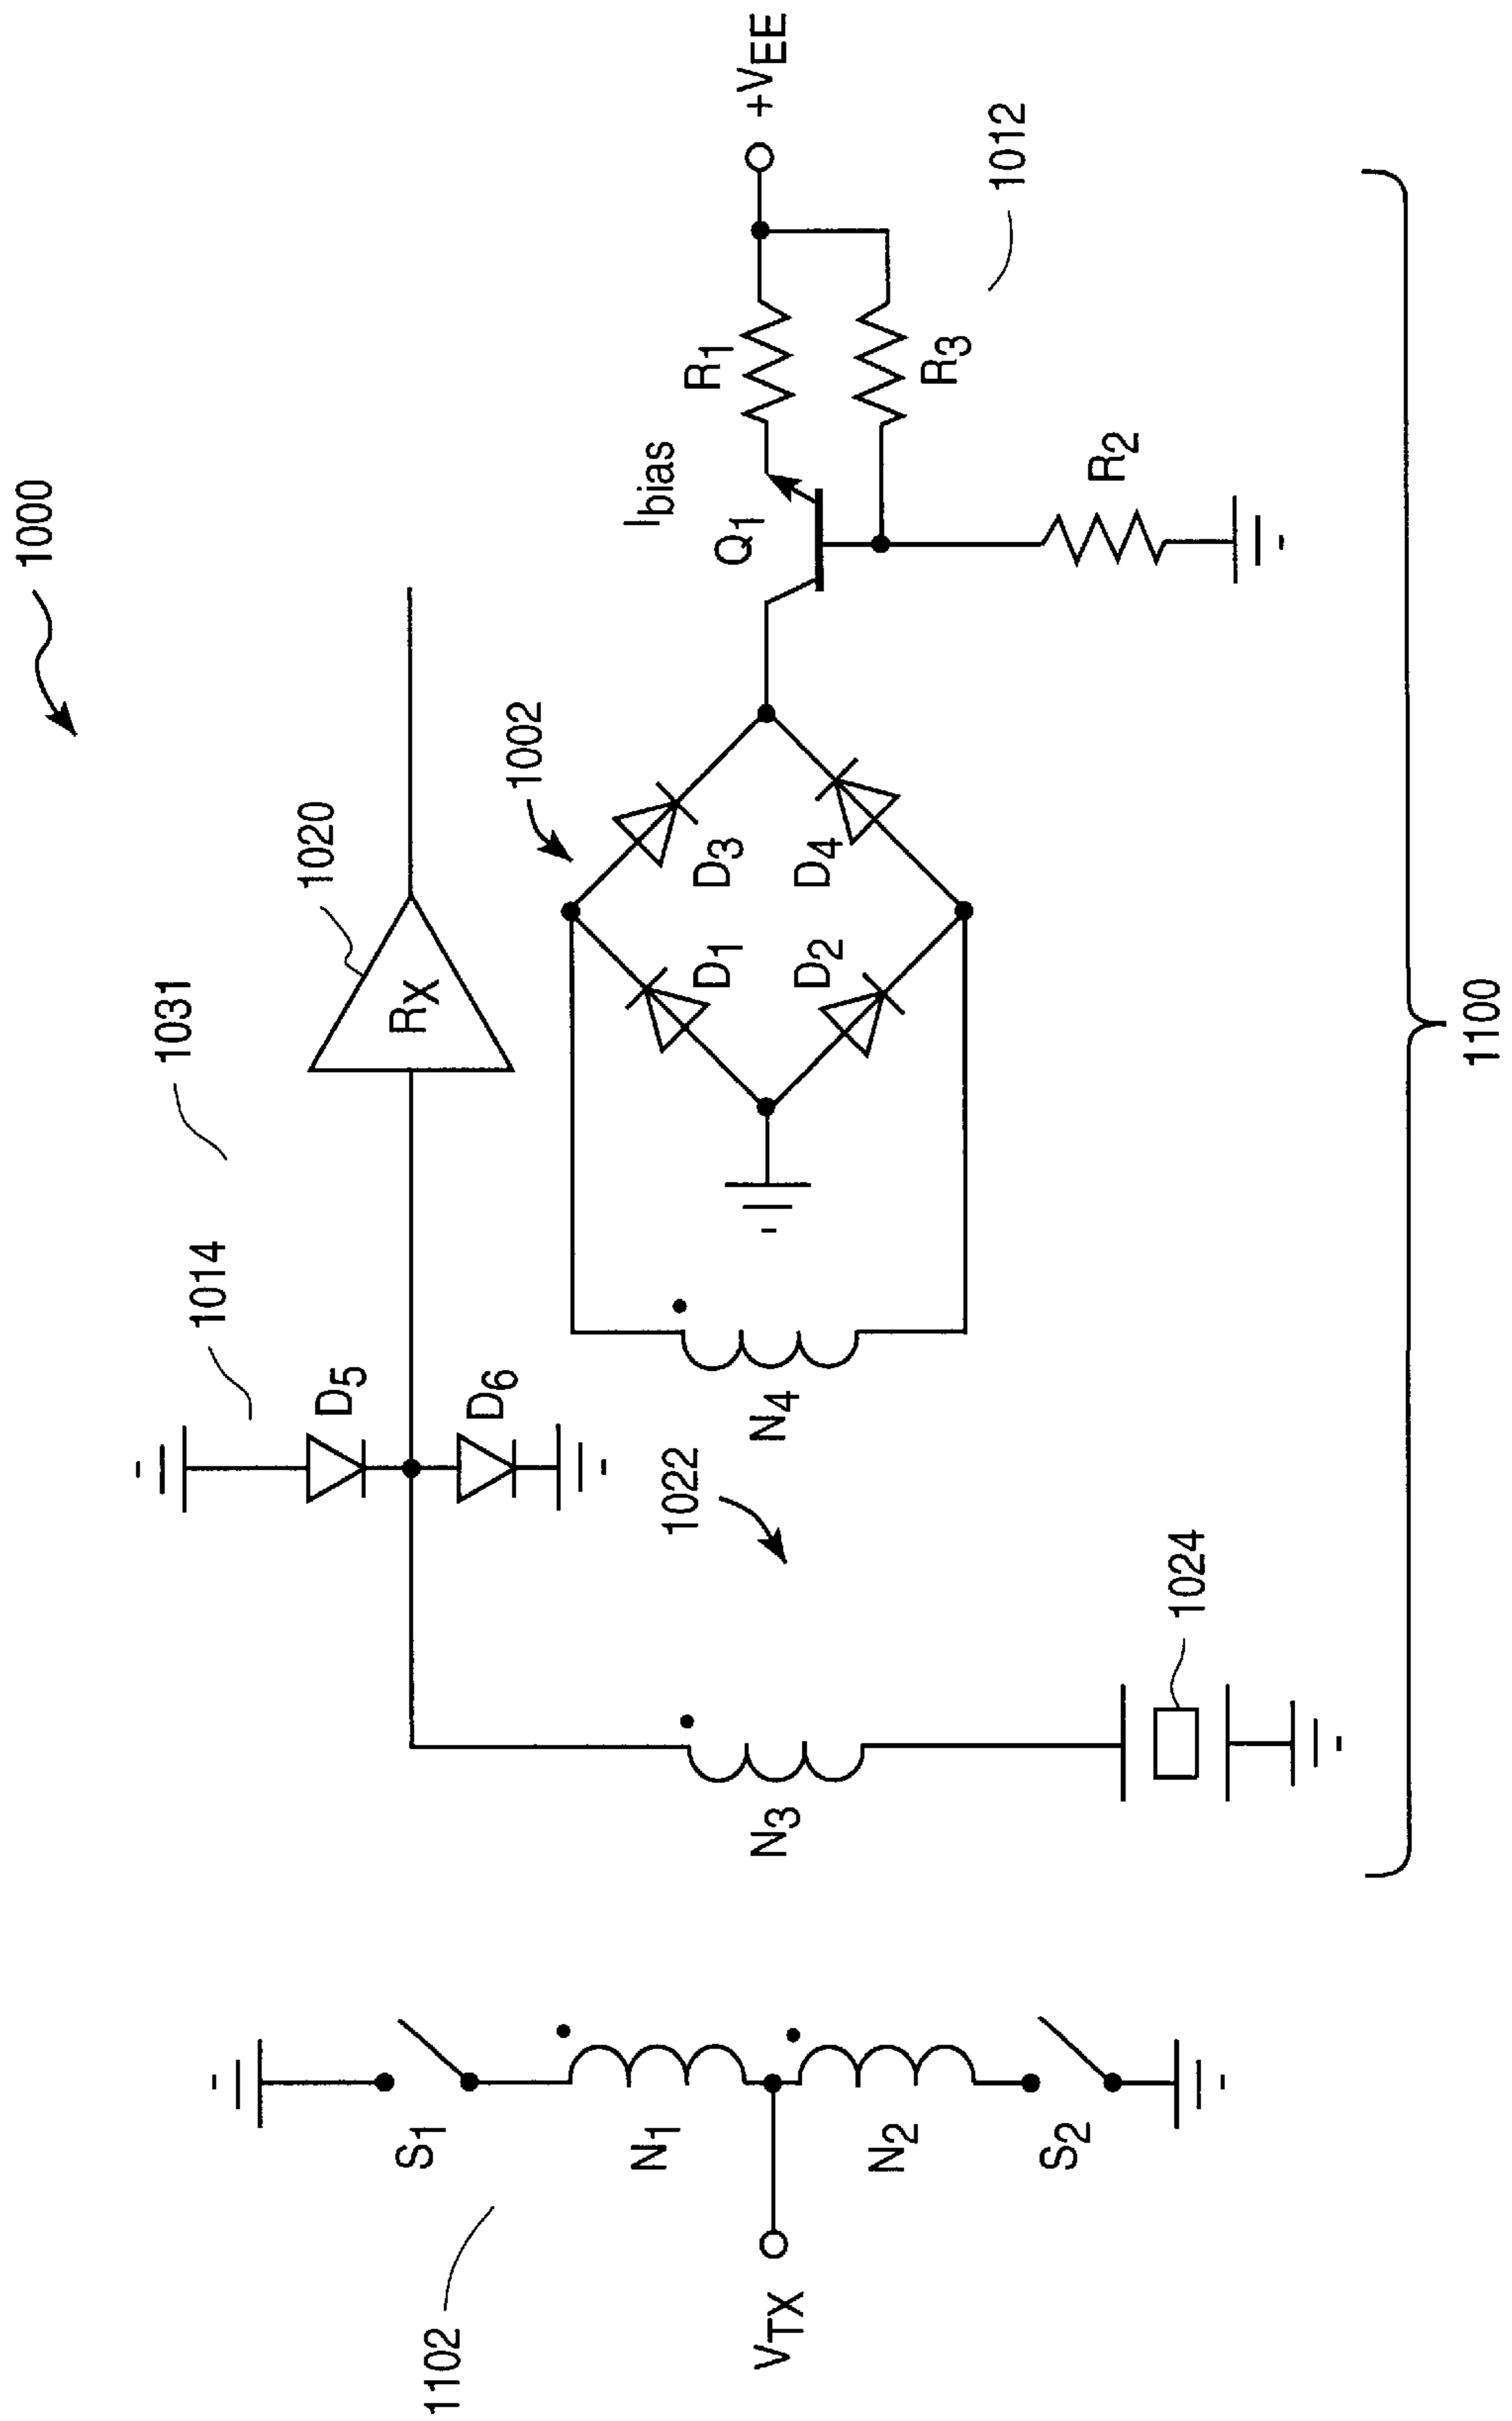 1000
1031
1014
1020
D5
D6
RX
1002
1022
Ibias
Q1
R1
+VEE
R3
1012
R2
D1
D3
D2
D4
N4
N3
1024
1102
S1
N1
VTX
N2
S2
1100